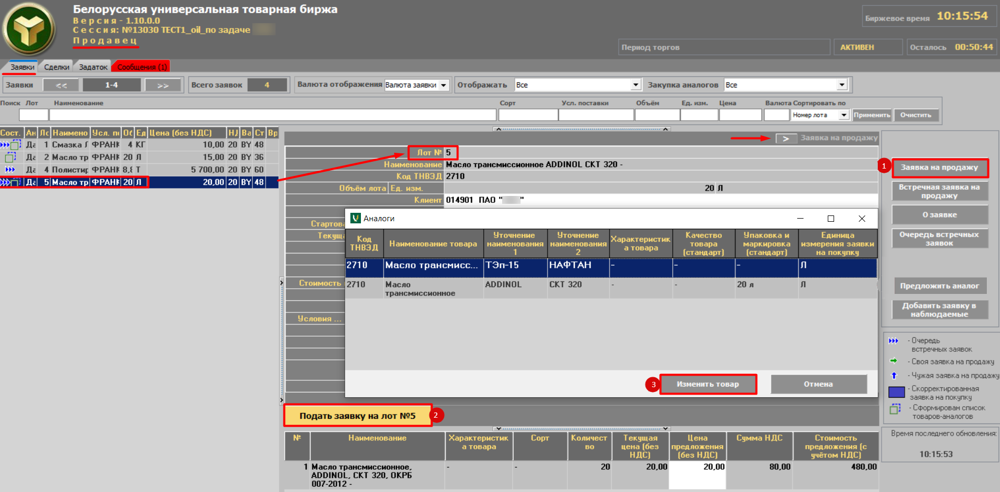 Белорусская универсальная товарная биржа
Версия - 1.10.0.0
Сессия: №13030 ТЕСТ1_oil_по задаче
Продавец
Биржевое время 10:15:54
Период торгов АКТИВЕН Осталось 00:50:44
Заявки Сделки Задаток Сообщения (1)
Заявки << 1-4 >> Всего заявок 4 Валюта отображения Валюта заявки Отображать Все Закупка аналогов Все
Поиск Лот Наименование Сорт Усл. поставки Объём Ед. изм. Цена Валюта Сортировать по
Номер лота Применить Очистить
Сост. Ан Лс Наимено Усл. п Об Ед Цена (без НДС) НД Ва Ст Вр
Да 1 Смазка Л ФРАНК 4 КГ 10,00 20 BY 48
Да 2 Масло тр ФРАНК 20 Л 15,00 20 BY 36
Да 4 Полистир ФРАНК 8,8 Т 5 700,00 20 BY 60
Да 5 Масло тр ФРАНК 20 Л 20,00 20 BY 48
> Заявка на продажу
Лот № 5
Наименование Масло трансмиссионное ADDINOL СКТ 320 -
Код ТНВЭД 2710
Объём лота Ед. изм. 20 Л
Клиент 014901 ПАО " "
Стартова
Текуща
Стоимость
Условия ...
Аналоги
Код ТНВЭД Наименование товара Уточнение наименования 1 Уточнение наименования 2 Характеристика товара Качество товара (стандарт) Упаковка и маркировка (стандарт) Единица измерения заявки на покупку
2710 Масло трансмисс... ТЭп-15 НАФТАН - - - Л
2710 Масло трансмиссионное ADDINOL СКТ 320 - - 20 л Л
3 Изменить товар Отмена
Подать заявку на лот №5 2
№ Наименование Характеристика товара Сорт Количество Текущая цена (без НДС) Цена предложения (без НДС) Сумма НДС Стоимость предложения (с учётом НДС)
1 Масло трансмиссионное, ADDINOL, СКТ 320, ОКРБ 007-2012 - - - 20 20,00 20,00 80,00 480,00
1 Заявка на продажу
Встречная заявка на продажу
О заявке
Очередь встречных заявок
Предложить аналог
Добавить заявку в наблюдаемые
- Очередь
встречных заявок
- Своя заявка на продажу
- Чужая заявка на продажу
- Скорректированная
заявка на покупку
- Сформирован список
товаров-аналогов
Время последнего обновления:
10:15:53